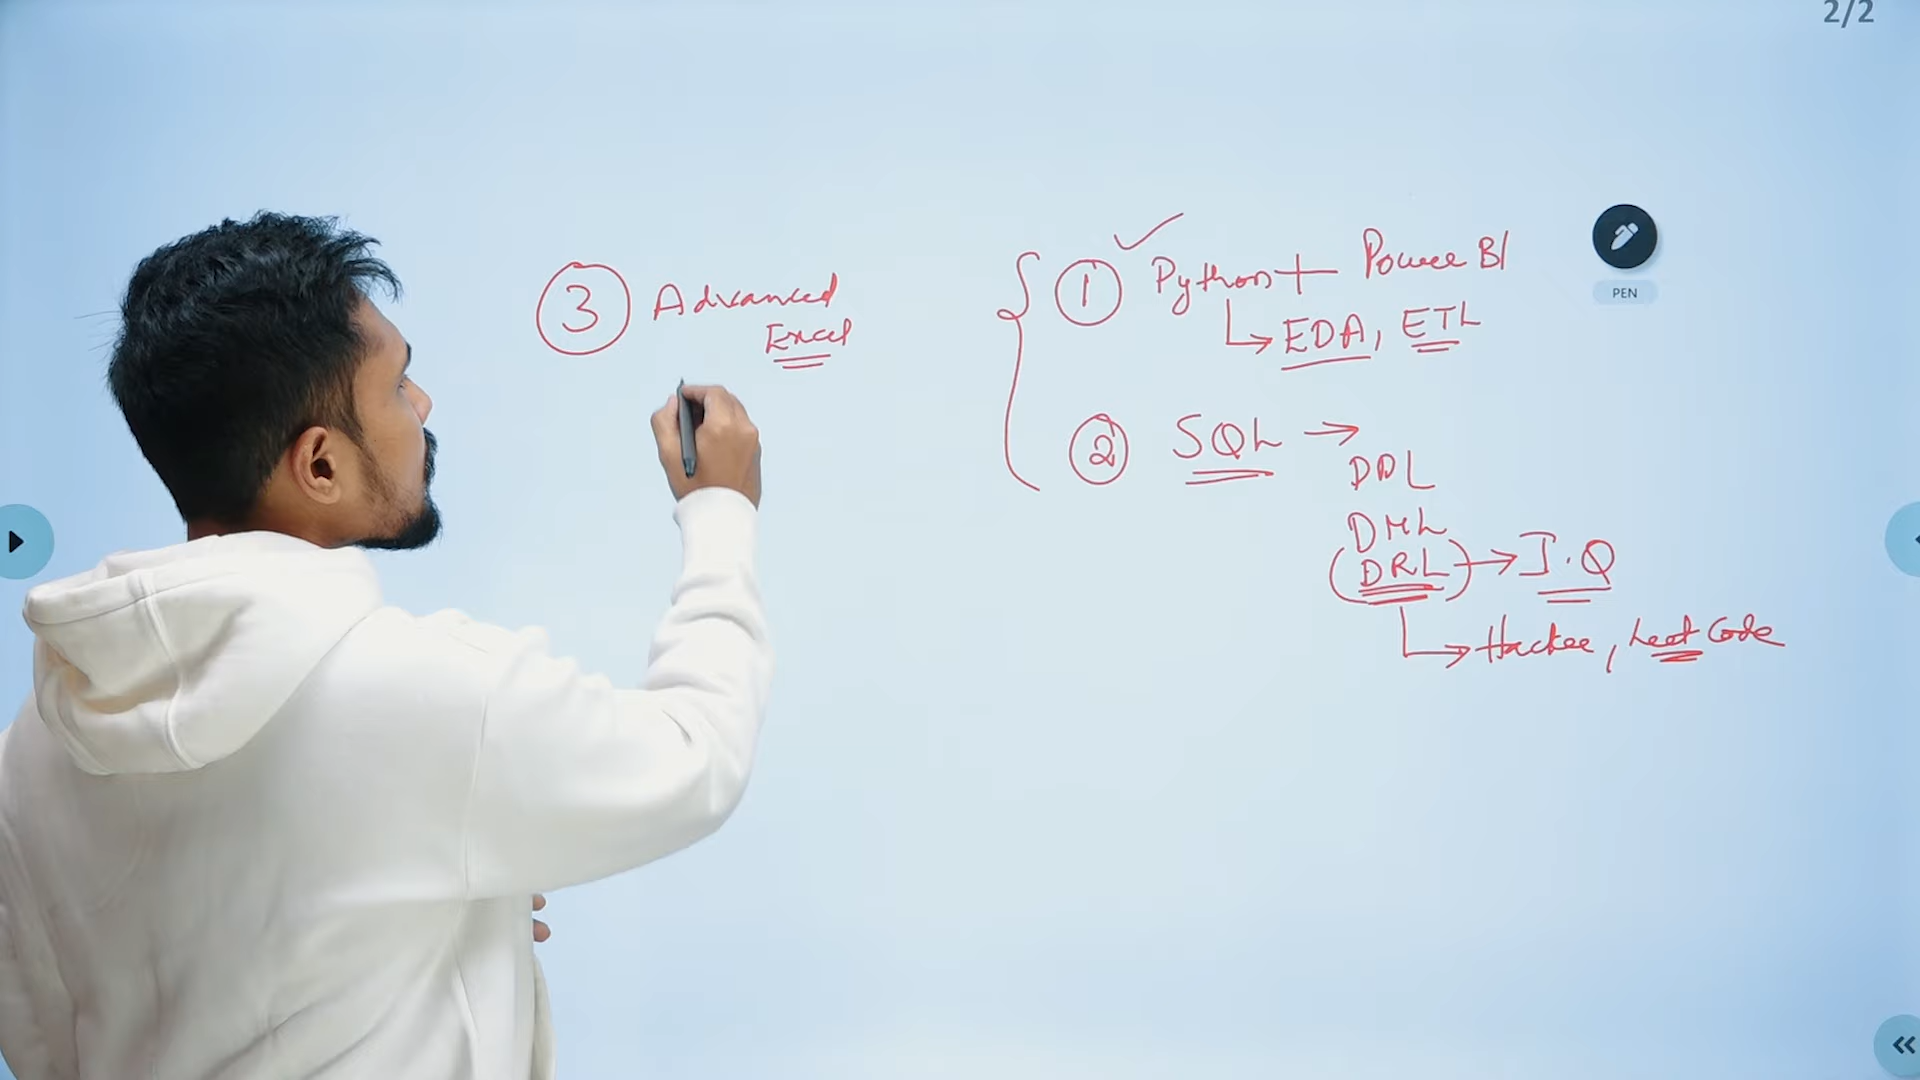 2/2
① Python + Power BI
↳ EDA, ETL
PEN
③ Advanced
Excel
② SQL →
DDL
DML
(DRL) → I.Q
↳ Hacker, Leet Code